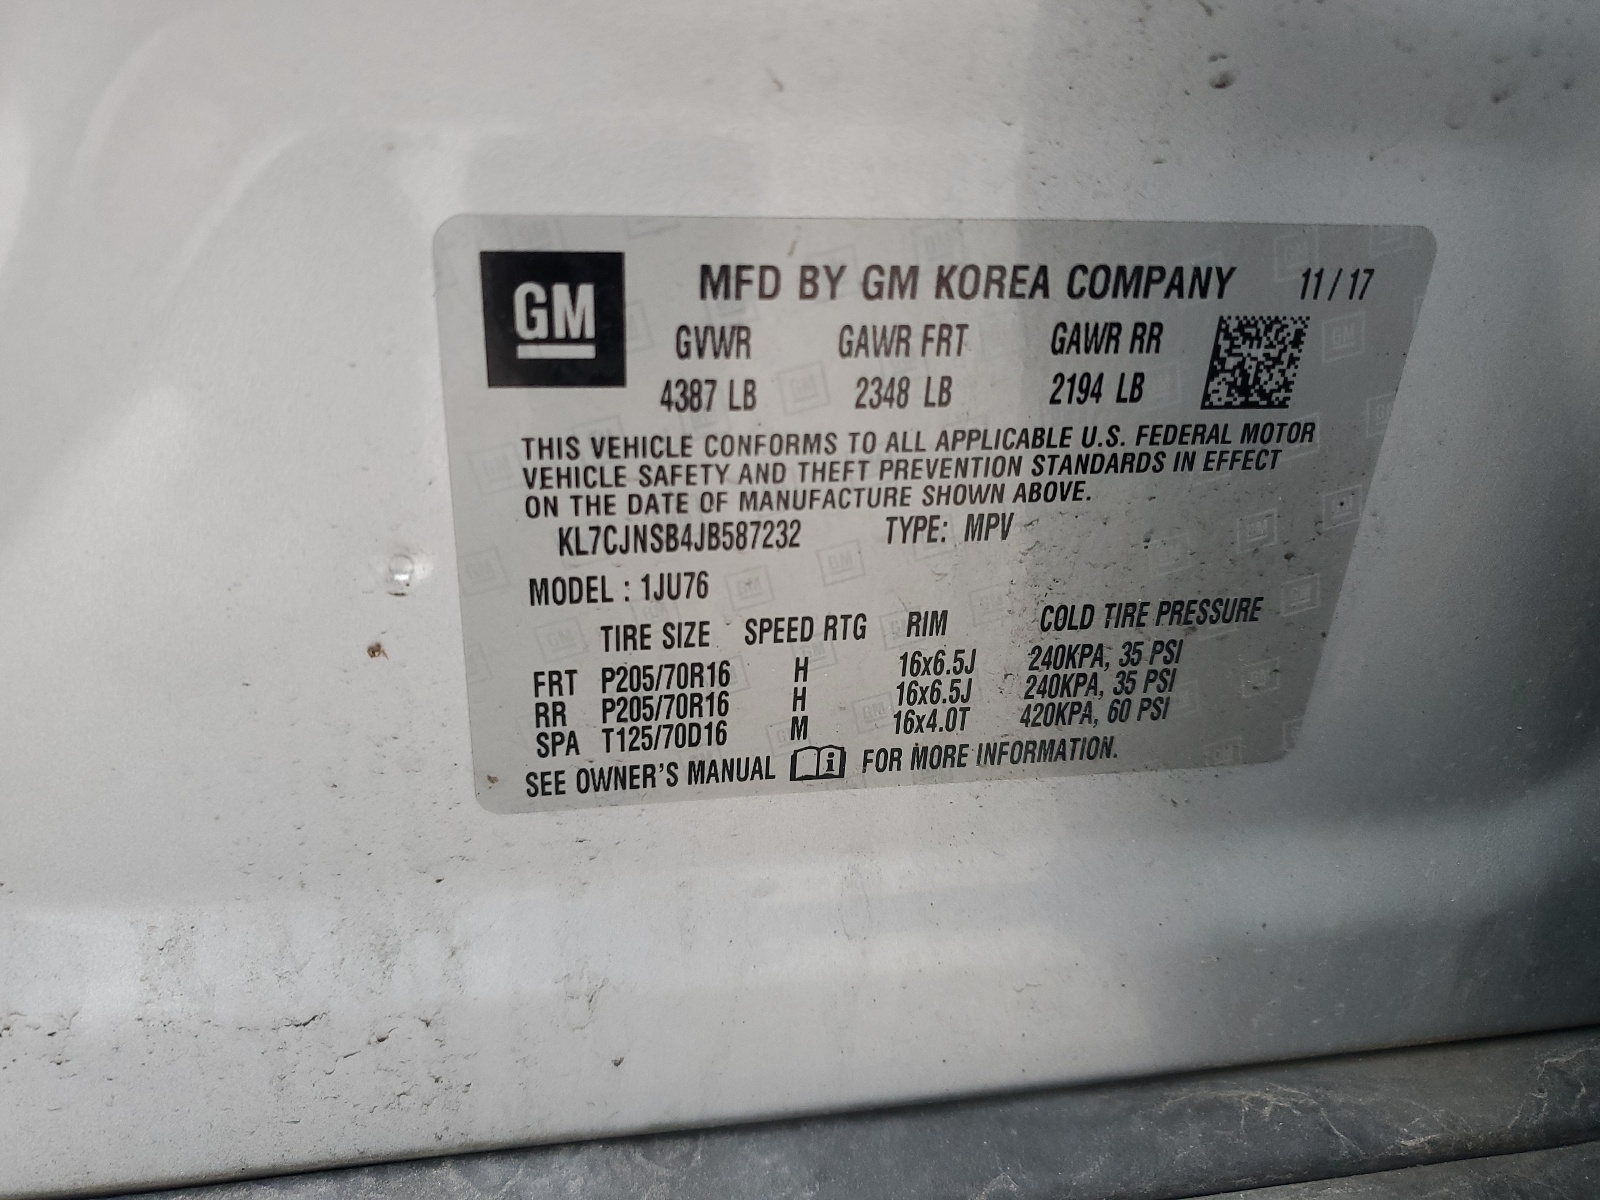 GM
MFD BY GM KOREA COMPANY 11/17
GVWR GAWR FRT GAWR RR
4387 LB 2348 LB 2194 LB
THIS VEHICLE CONFORMS TO ALL APPLICABLE U.S. FEDERAL MOTOR
VEHICLE SAFETY AND THEFT PREVENTION STANDARDS IN EFFECT
ON THE DATE OF MANUFACTURE SHOWN ABOVE.
KL7CJNSB4JB587232 TYPE: MPV
MODEL : 1JU76
TIRE SIZE SPEED RTG RIM COLD TIRE PRESSURE
FRT P205/70R16 H 16x6.5J 240KPA, 35 PSI
RR P205/70R16 H 16x6.5J 240KPA, 35 PSI
SPA T125/70D16 M 16x4.0T 420KPA, 60 PSI
SEE OWNER'S MANUAL i FOR MORE INFORMATION.